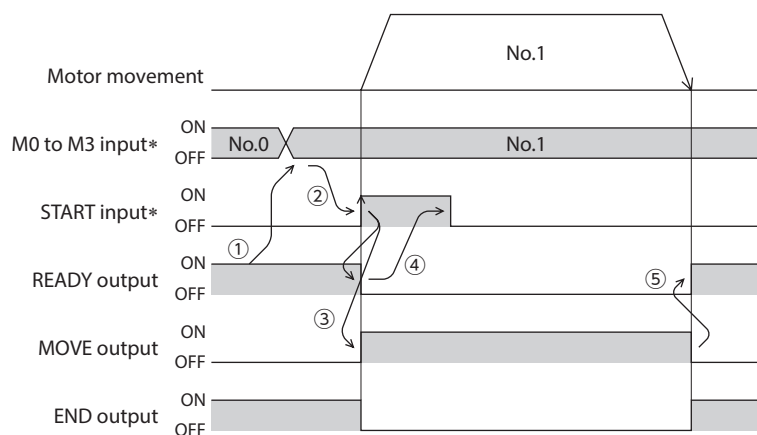 No.1
Motor movement
ON
M0 to M3 input*
No.0
No.1
OFF
②
ON
START input*
OFF
①
④
ON
READY output
⑤
OFF
③
ON
MOVE output
OFF
ON
END output
OFF